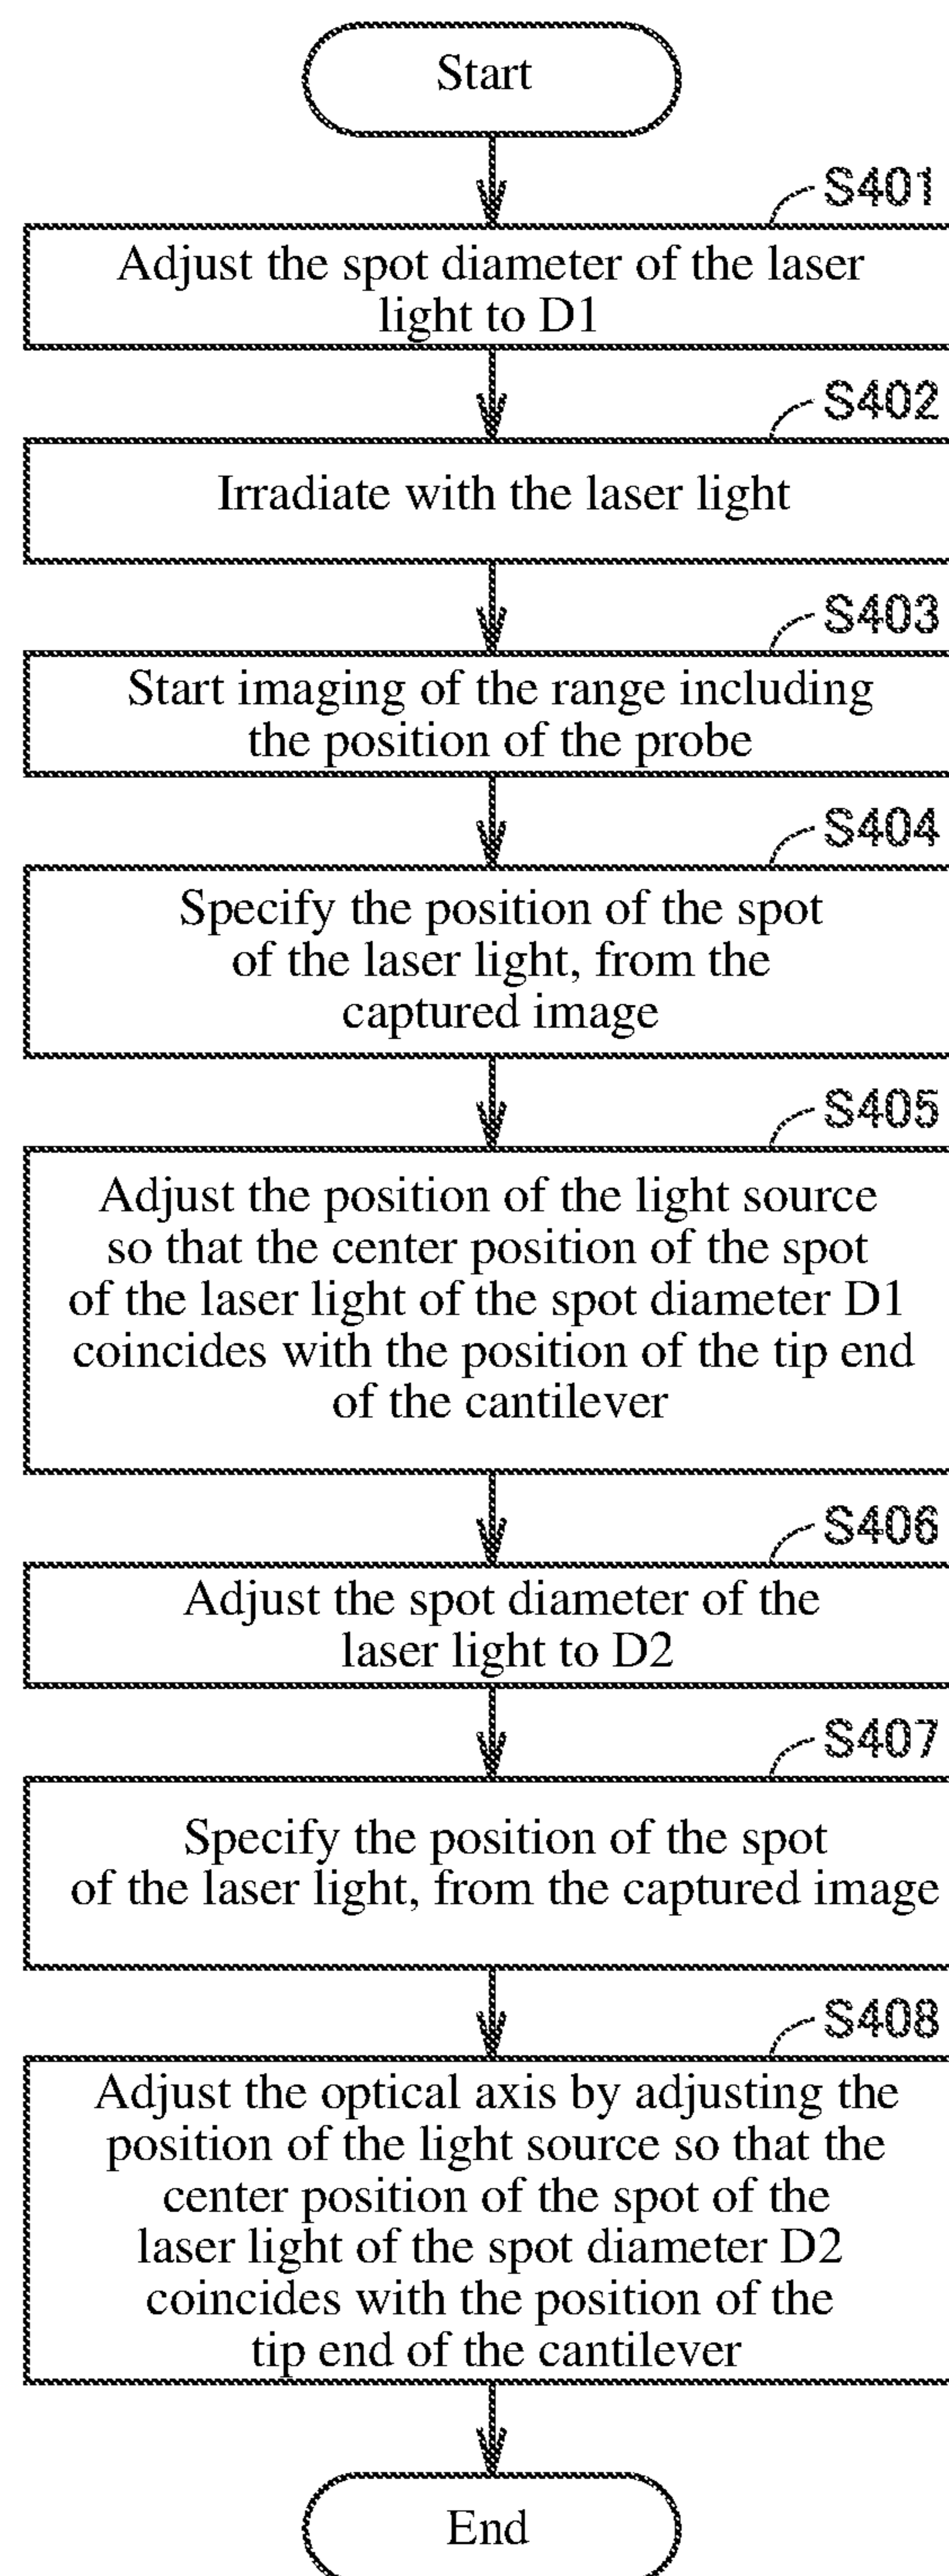 Start
S401
Adjust the spot diameter of the laser
light to D1
S402
Irradiate with the laser light
S403
Start imaging of the range including
the position of the probe
S404
Specify the position of the spot
of the laser light, from the
captured image
S405
Adjust the position of the light source
so that the center position of the spot
of the laser light of the spot diameter D1
coincides with the position of the tip end
of the cantilever
S406
Adjust the spot diameter of the
laser light to D2
S407
Specify the position of the spot
of the laser light, from the captured image
S408
Adjust the optical axis by adjusting the
position of the light source so that the
center position of the spot of the
laser light of the spot diameter D2
coincides with the position of the
tip end of the cantilever
End